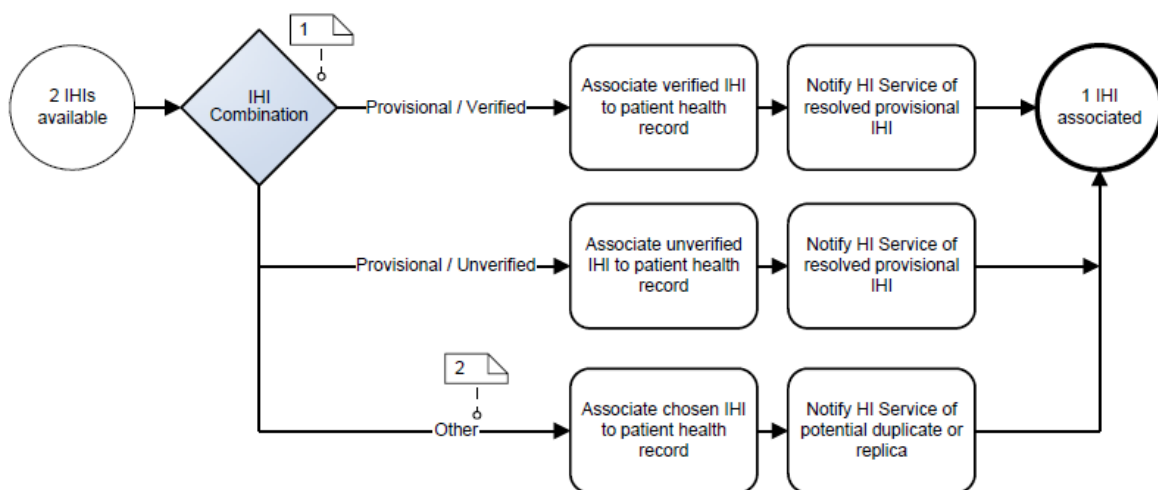 1
2 IHIs
available
IHI
Combination
Provisional / Verified
Associate verified IHI
to patient health
record
Notify HI Service of
resolved provisional
IHI
1 IHI
associated
Provisional / Unverified
Associate unverified
IHI to patient health
record
Notify HI Service of
resolved provisional
IHI
2
Other
Associate chosen IHI
to patient health
record
Notify HI Service of
potential duplicate or
replica